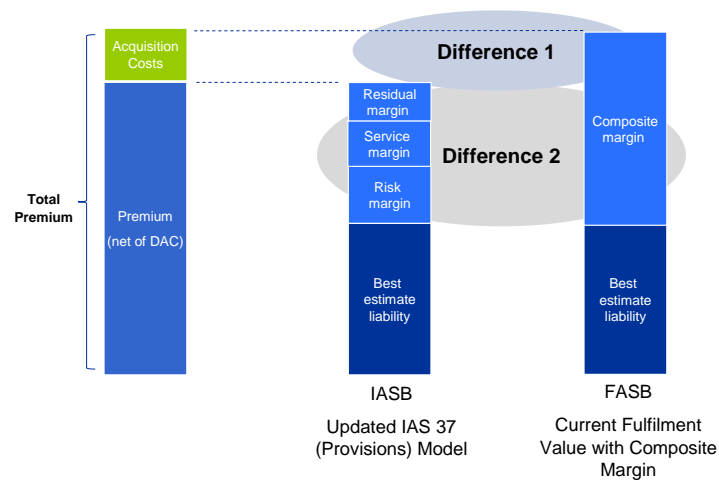 Acquisition
Costs
Total
Premium
Premium
(net of DAC)
Difference 1
Difference 2
Residual
margin
Service
margin
Risk
margin
Best
estimate
liability
Composite
margin
Best
estimate
liability
IASB
Updated IAS 37
(Provisions) Model
FASB
Current Fulfilment
Value with Composite
Margin